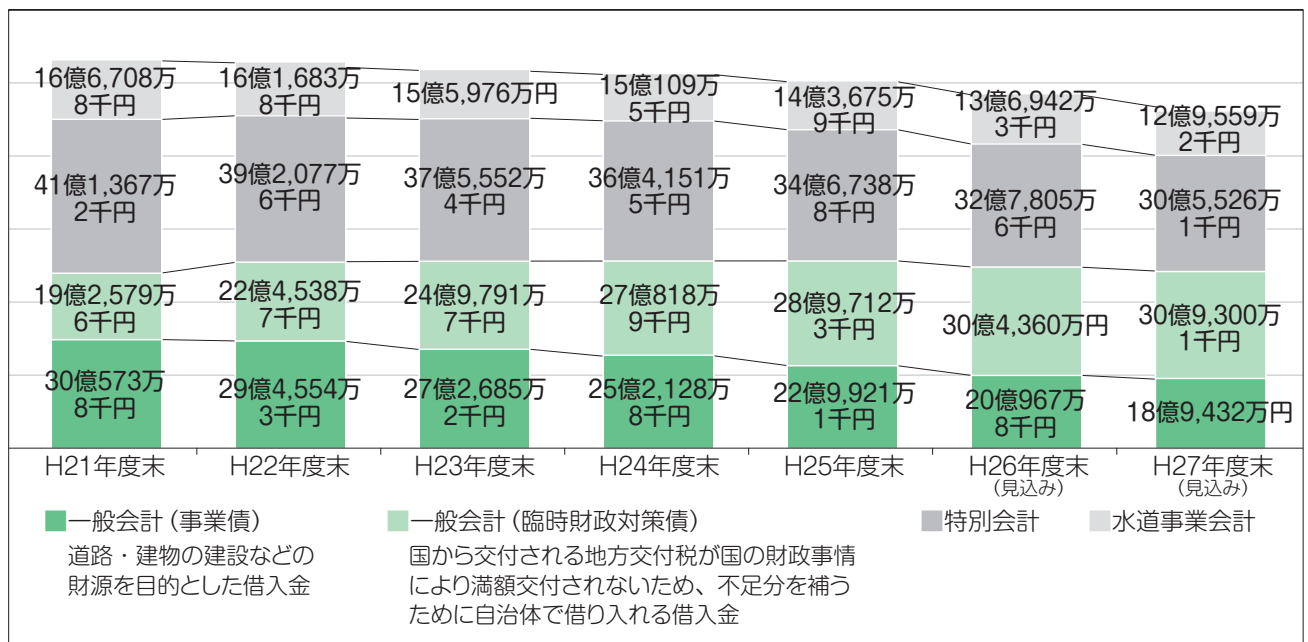 16億6,708万
8千円
16億1,683万
8千円
15億5,976万円
15億109万
5千円
14億3,675万
9千円
13億6,942万
3千円
12億9,559万
2千円
41億1,367万
2千円
39億2,077万
6千円
37億5,552万
4千円
36億4,151万
5千円
34億6,738万
8千円
32億7,805万
6千円
30億5,526万
1千円
19億2,579万
6千円
22億4,538万
7千円
24億9,791万
7千円
27億818万
9千円
28億9,712万
3千円
30億4,360万円
30億9,300万
1千円
30億573万
8千円
29億4,554万
3千円
27億2,685万
2千円
25億2,128万
8千円
22億9,921万
1千円
20億967万
8千円
18億9,432万円
H21年度末
H22年度末
H23年度末
H24年度末
H25年度末
H26年度末
(見込み)
H27年度末
(見込み)
一般会計(事業債)
道路・建物の建設などの
財源を目的とした借入金
一般会計(臨時財政対策債)
国から交付される地方交付税が国の財政事情
により満額交付されないため、不足分を補う
ために自治体で借り入れる借入金
特別会計
水道事業会計